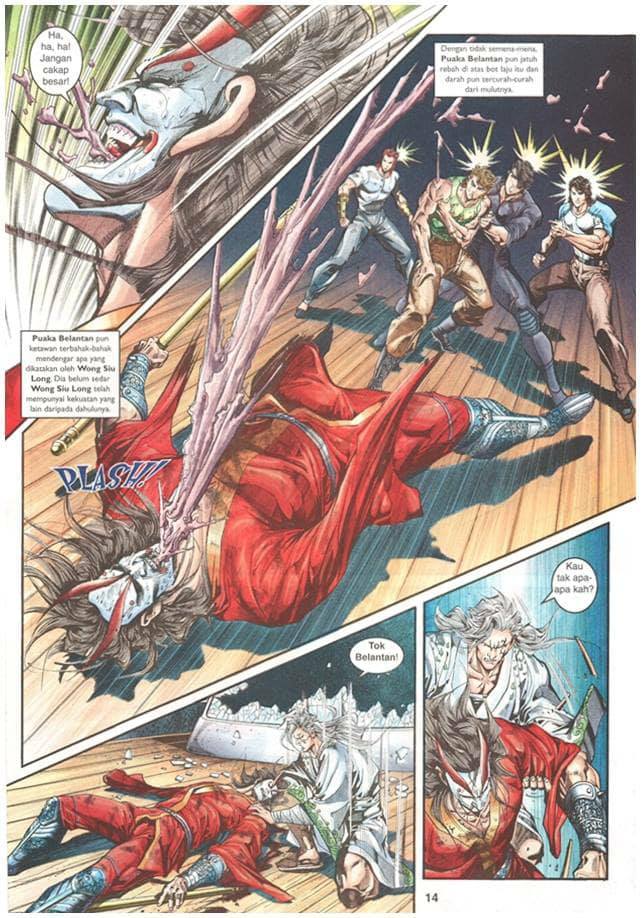 Ha,
ha, ha!
Jangan
cakap
besar!
Dengan tidak semena-mena,
Puaka Belantan pun jatuh
rebah di atas bot laju itu dan
darah pun tercurah-curah
dari mulutnya.
Puaka Belantan pun
ketawan terbahak-bahak
mendengar apa yang
dikatakan oleh Wong Siu
Long. Dia belum sedar
Wong Siu Long telah
mempunyai kekuatan yang
lain daripada dahulunya.
PLASH!
Tok
Belantan!
Kau
tak apa-
apa kah?
14